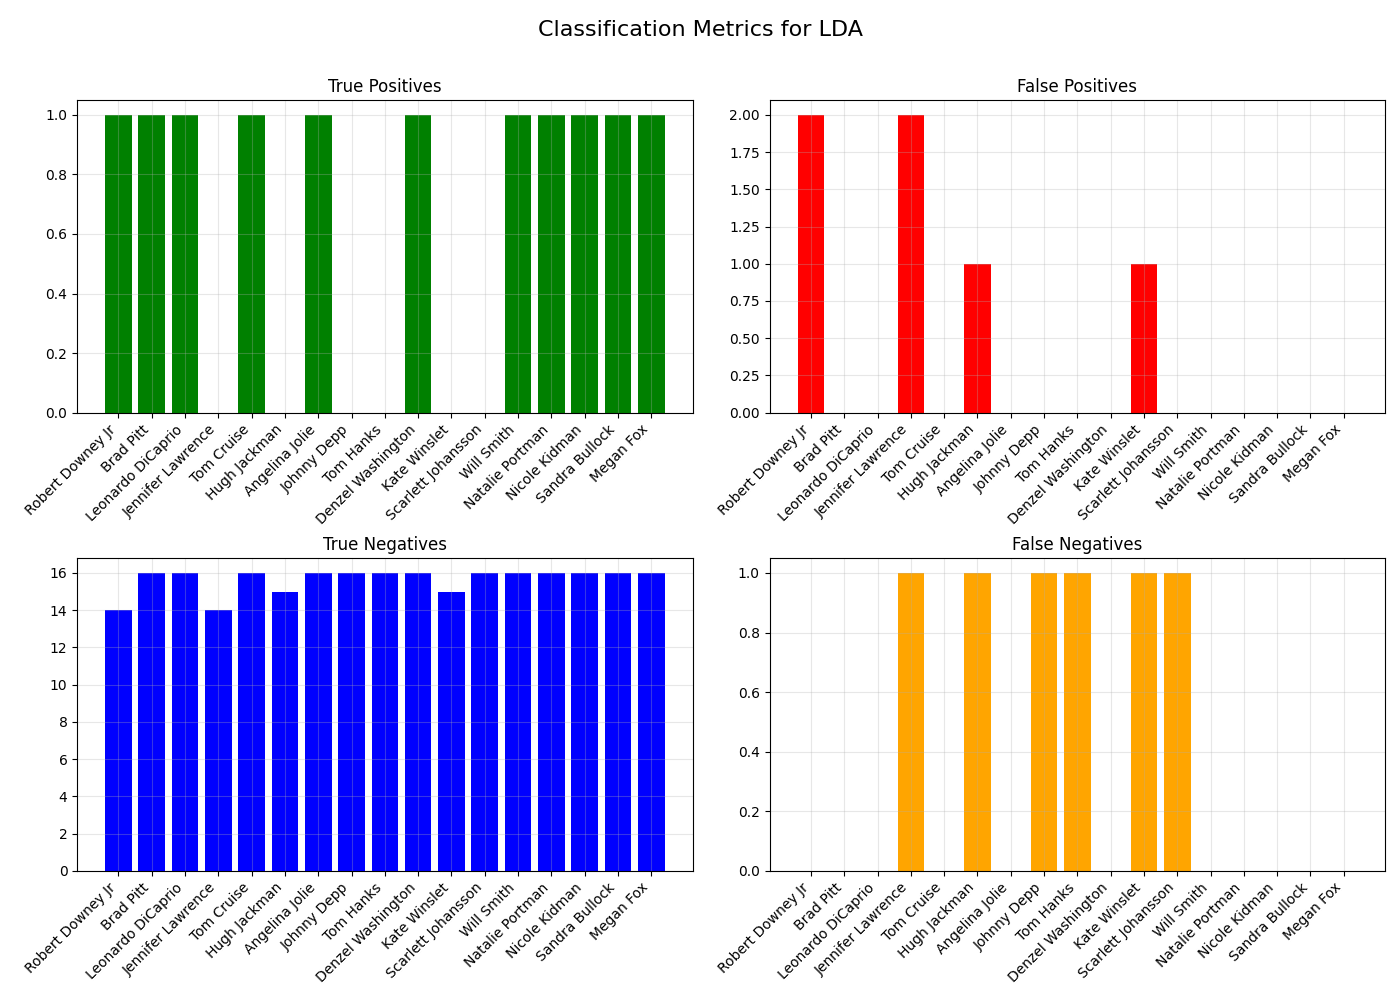 Classification Metrics for LDA
True Positives
1.0
0.8
0.6
0.4
0.2
0.0
Robert Downey Jr
Brad Pitt
Leonardo DiCaprio
Jennifer Lawrence
Tom Cruise
Hugh Jackman
Angelina Jolie
Johnny Depp
Tom Hanks
Denzel Washington
Kate Winslet
Scarlett Johansson
Will Smith
Natalie Portman
Nicole Kidman
Sandra Bullock
Megan Fox
False Positives
2.00
1.75
1.50
1.25
1.00
0.75
0.50
0.25
0.00
Robert Downey Jr
Brad Pitt
Leonardo DiCaprio
Jennifer Lawrence
Tom Cruise
Hugh Jackman
Angelina Jolie
Johnny Depp
Tom Hanks
Denzel Washington
Kate Winslet
Scarlett Johansson
Will Smith
Natalie Portman
Nicole Kidman
Sandra Bullock
Megan Fox
True Negatives
16
14
12
10
8
6
4
2
0
Robert Downey Jr
Brad Pitt
Leonardo DiCaprio
Jennifer Lawrence
Tom Cruise
Hugh Jackman
Angelina Jolie
Johnny Depp
Tom Hanks
Denzel Washington
Kate Winslet
Scarlett Johansson
Will Smith
Natalie Portman
Nicole Kidman
Sandra Bullock
Megan Fox
False Negatives
1.0
0.8
0.6
0.4
0.2
0.0
Robert Downey Jr
Brad Pitt
Leonardo DiCaprio
Jennifer Lawrence
Tom Cruise
Hugh Jackman
Angelina Jolie
Johnny Depp
Tom Hanks
Denzel Washington
Kate Winslet
Scarlett Johansson
Will Smith
Natalie Portman
Nicole Kidman
Sandra Bullock
Megan Fox